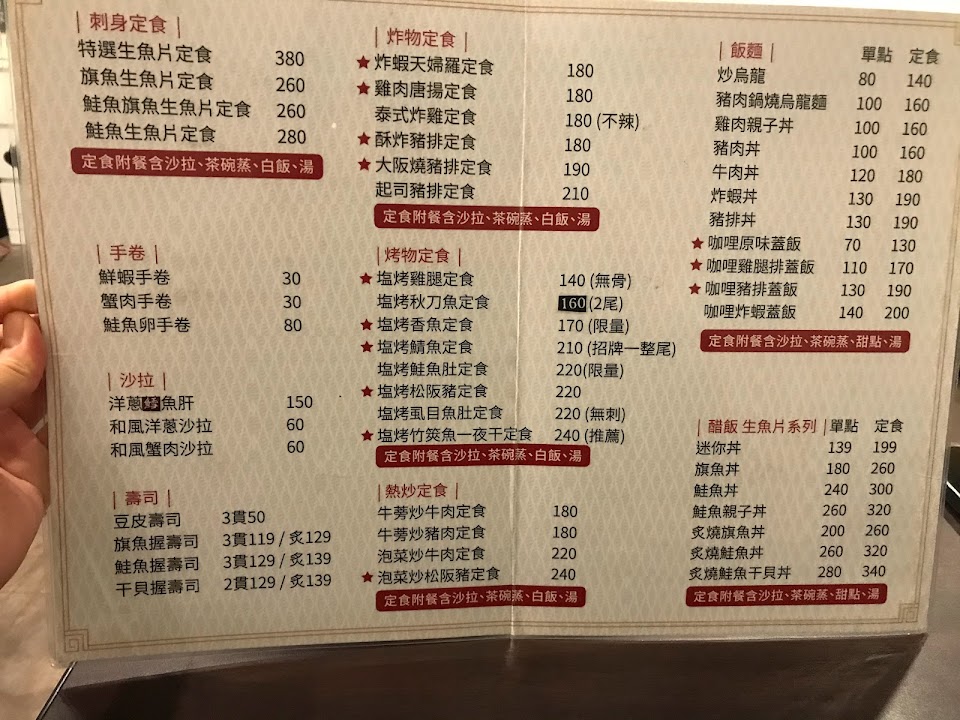 刺身定食
特選生魚片定食 380
旗魚生魚片定食 260
鮭魚旗魚生魚片定食 260
鮭魚生魚片定食 280
定食附餐含沙拉、茶碗蒸、白飯、湯
手卷
鮮蝦手卷 30
蟹肉手卷 30
鮭魚卵手卷 80
沙拉
洋蔥鮟魚肝 150
和風洋蔥沙拉 60
和風蟹肉沙拉 60
壽司
豆皮壽司 3貫50
旗魚握壽司 3貫119 / 炙129
鮭魚握壽司 3貫129 / 炙139
干貝握壽司 2貫129 / 炙139
炸物定食
★炸蝦天婦羅定食 180
★雞肉唐揚定食 180
泰式炸雞定食 180 (不辣)
★酥炸豬排定食 180
★大阪燒豬排定食 190
起司豬排定食 210
定食附餐含沙拉、茶碗蒸、白飯、湯
烤物定食
★塩烤雞腿定食 140 (無骨)
塩烤秋刀魚定食 160 (2尾)
★塩烤香魚定食 170 (限量)
★塩烤鯖魚定食 210 (招牌一整尾)
塩烤鮭魚肚定食 220(限量)
★塩烤松阪豬定食 220
塩烤虱目魚肚定食 220 (無刺)
★塩烤竹筴魚一夜干定食 240 (推薦)
定食附餐含沙拉、茶碗蒸、白飯、湯
熱炒定食
牛蒡炒牛肉定食 180
牛蒡炒豬肉定食 180
泡菜炒牛肉定食 220
★泡菜炒松阪豬定食 240
定食附餐含沙拉、茶碗蒸、白飯、湯
飯麵 單點 定食
炒烏龍 80 140
豬肉鍋燒烏龍麵 100 160
雞肉親子丼 100 160
豬肉丼 100 160
牛肉丼 120 180
炸蝦丼 130 190
豬排丼 130 190
★咖哩原味蓋飯 70 130
★咖哩雞腿排蓋飯 110 170
★咖哩豬排蓋飯 130 190
咖哩炸蝦蓋飯 140 200
定食附餐含沙拉、茶碗蒸、甜點、湯
醋飯 生魚片系列 單點 定食
迷你丼 139 199
旗魚丼 180 260
鮭魚丼 240 300
鮭魚親子丼 260 320
炙燒旗魚丼 200 260
炙燒鮭魚丼 260 320
炙燒鮭魚干貝丼 280 340
定食附餐含沙拉、茶碗蒸、甜點、湯